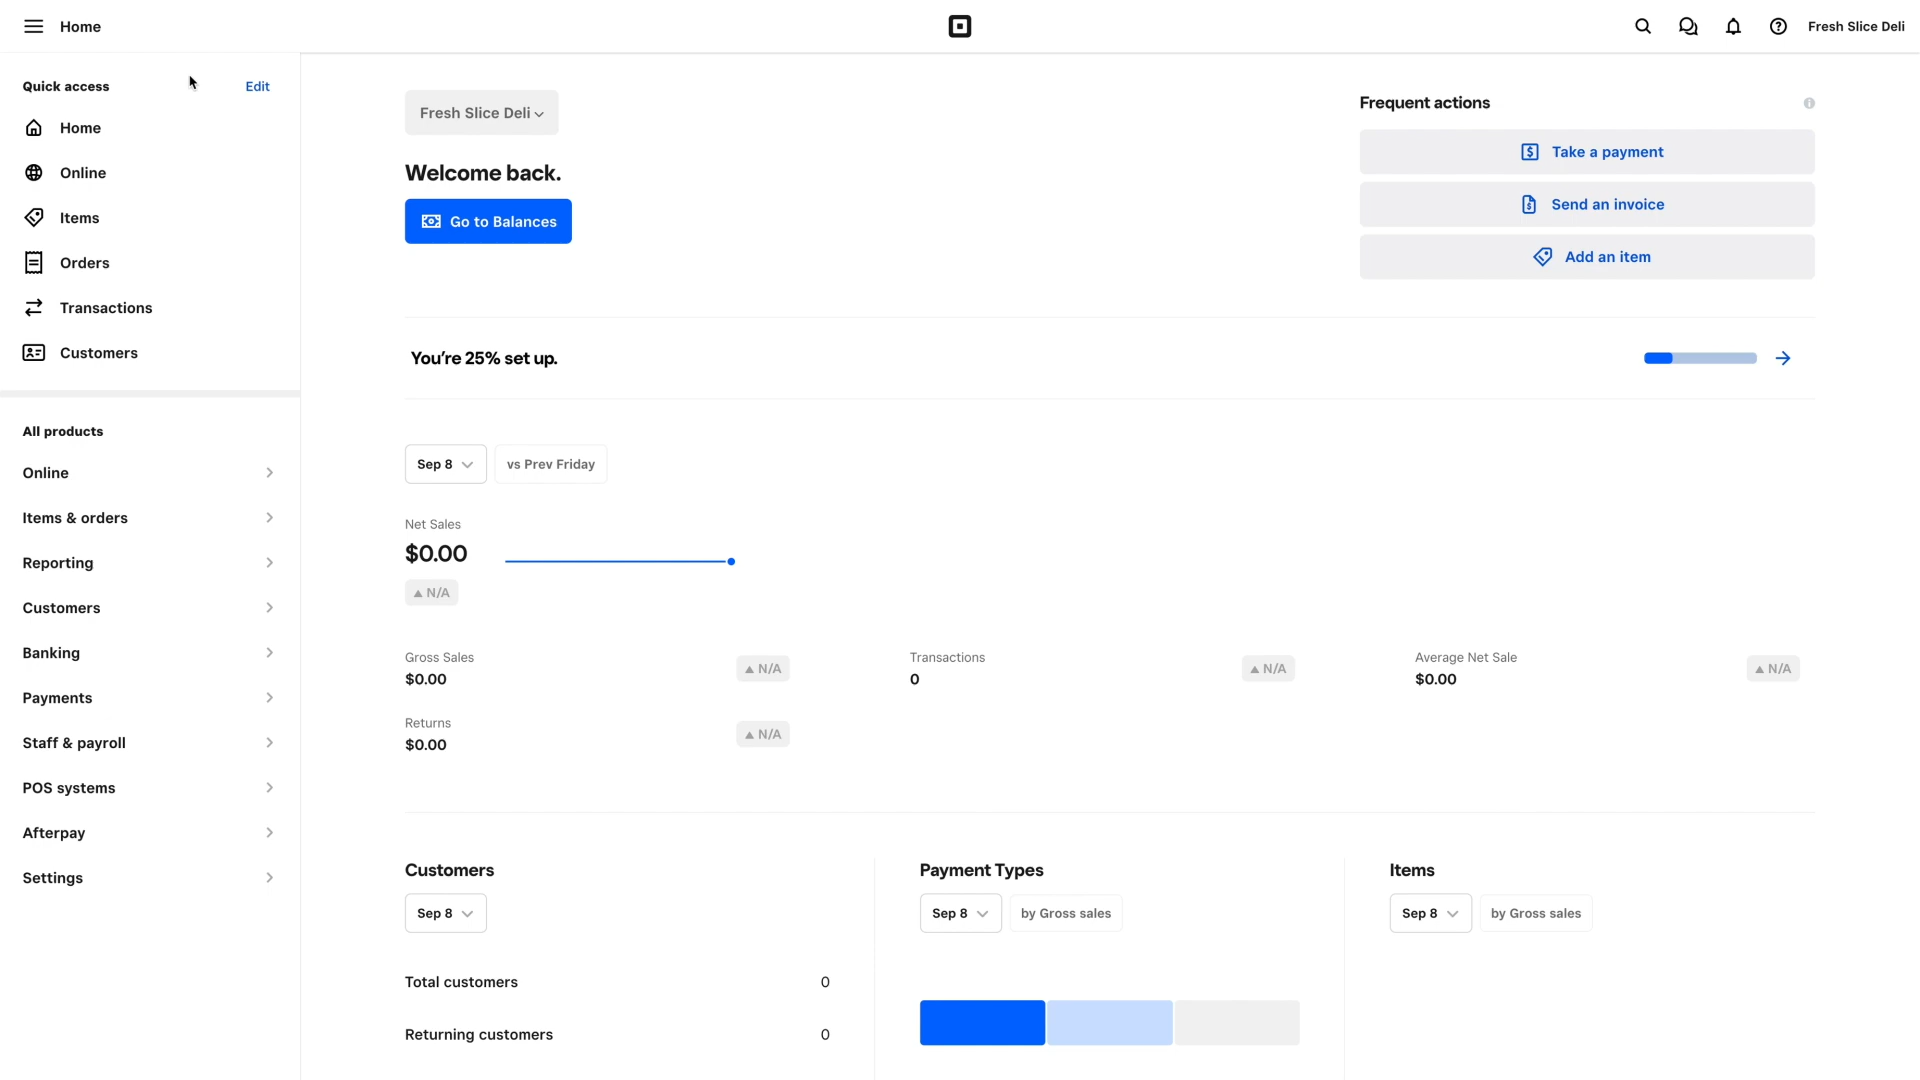 Home
Fresh Slice Deli
Quick access
Edit
Home
Online
Items
Orders
Transactions
Customers
All products
Online
Items & orders
Reporting
Customers
Banking
Payments
Staff & payroll
POS systems
Afterpay
Settings
Fresh Slice Deli
Welcome back.
Go to Balances
Frequent actions
Take a payment
Send an invoice
Add an item
You’re 25% set up.
Sep 8
vs Prev Friday
Net Sales
$0.00
N/A
Gross Sales
$0.00
N/A
Transactions
0
N/A
Average Net Sale
$0.00
N/A
Returns
$0.00
N/A
Customers
Sep 8
Total customers 0
Returning customers 0
Payment Types
Sep 8
by Gross sales
Items
Sep 8
by Gross sales